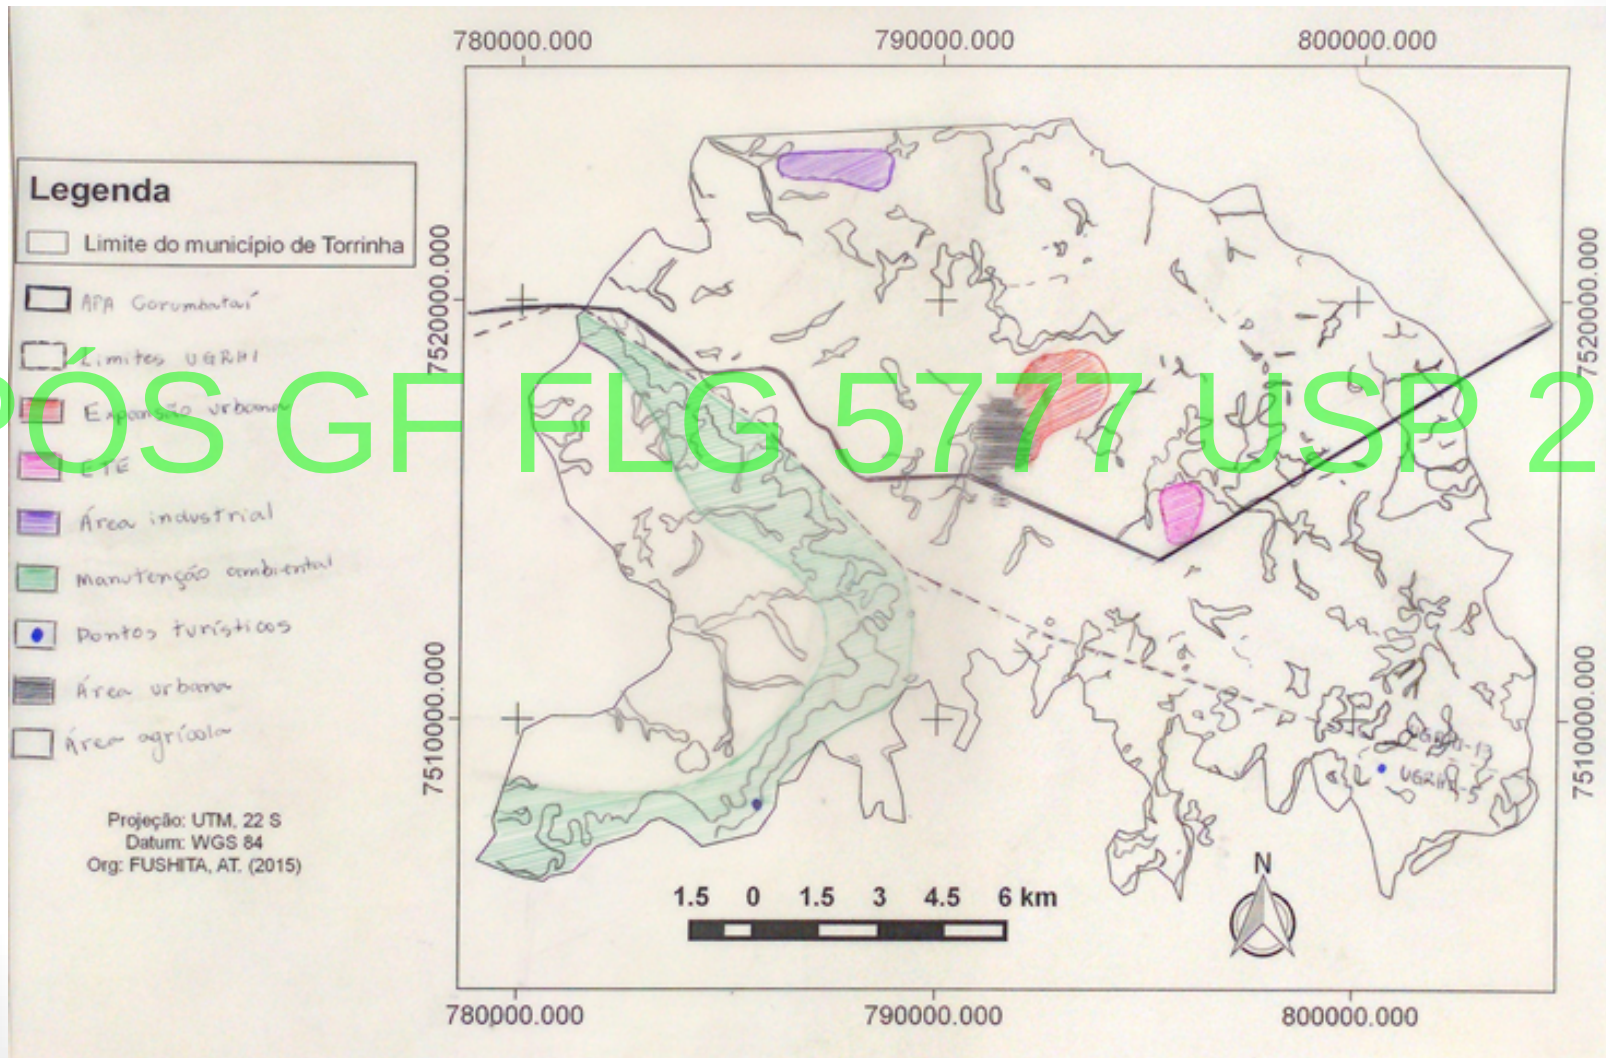 780000.000 790000.000 800000.000
Legenda
Limite do município de Torrinha
APA Corumbataí
Limites UGRHI
Expansão urbana
ETE
Área industrial
Manutenção ambiental
Pontos turísticos
Área urbana
Área agrícola
Projeção: UTM, 22 S
Datum: WGS 84
Org: FUSHITA, AT. (2015)
7520000.000
7510000.000
PÓS GF FLG 5777 USP 2
7520000.000
7510000.000
UGRHI-13
UGRHI-5
N
1.5 0 1.5 3 4.5 6 km
780000.000 790000.000 800000.000